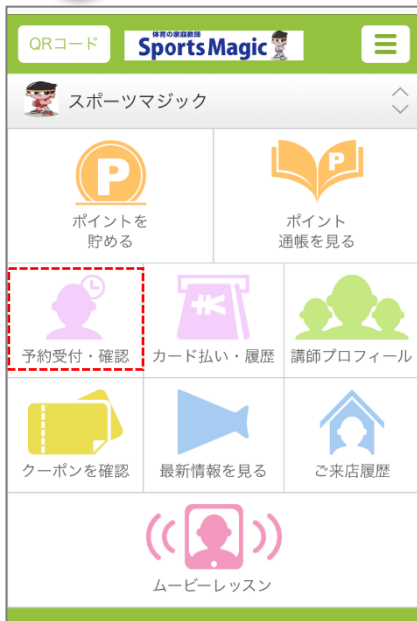 QRコード
体育の家庭教師
Sports Magic
スポーツマジック
P
P
ポイントを
貯める
ポイント
通帳を見る
¥
予約受付・確認
カード払い・履歴
講師プロフィール
クーポンを確認
最新情報を見る
ご来店履歴
ムービーレッスン